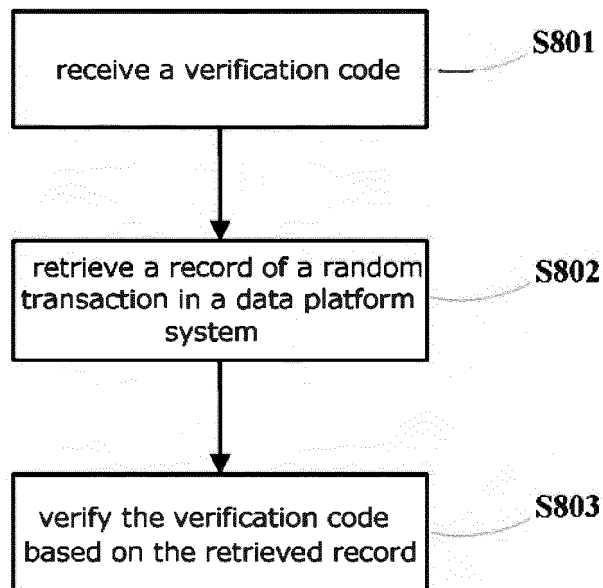 receive a verification code
S801
retrieve a record of a random
transaction in a data platform
system
S802
verify the verification code
based on the retrieved record
S803